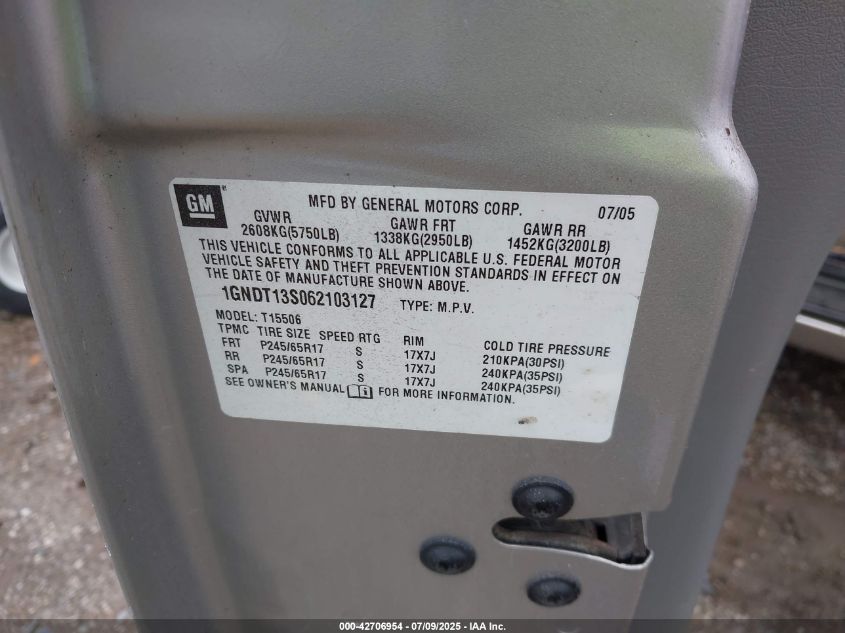 GM
MFD BY GENERAL MOTORS CORP. 07/05
GVWR GAWR FRT GAWR RR
2608KG(5750LB) 1338KG(2950LB) 1452KG(3200LB)
THIS VEHICLE CONFORMS TO ALL APPLICABLE U.S. FEDERAL MOTOR
VEHICLE SAFETY AND THEFT PREVENTION STANDARDS IN EFFECT ON
THE DATE OF MANUFACTURE SHOWN ABOVE.
1GNDT13S062103127 TYPE: M.P.V.
MODEL: T15506
TPMC TIRE SIZE SPEED RTG RIM COLD TIRE PRESSURE
FRT P245/65R17 S 17X7J 210KPA(30PSI)
RR P245/65R17 S 17X7J 240KPA(35PSI)
SPA P245/65R17 S 17X7J 240KPA(35PSI)
SEE OWNER'S MANUAL i FOR MORE INFORMATION.
000-42706954 - 07/09/2025 - IAA Inc.